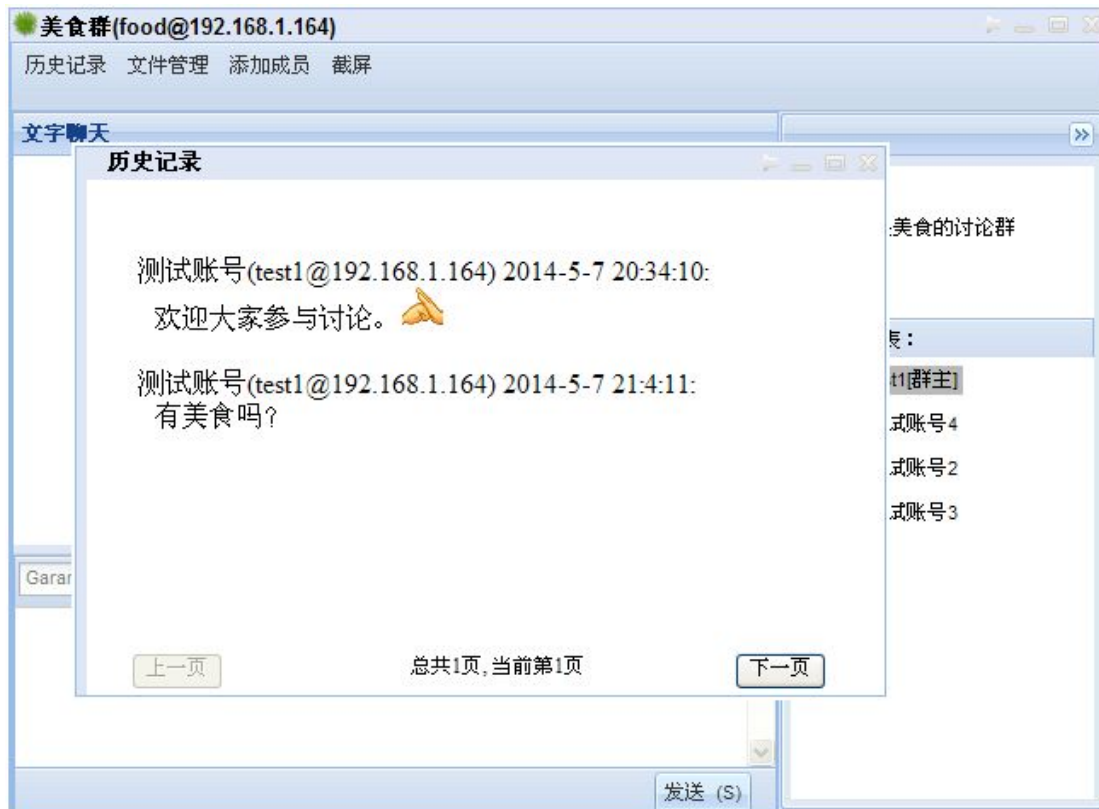 美食群(food@192.168.1.164)
历史记录 文件管理 添加成员 截屏
文字聊天
历史记录
测试账号(test1@192.168.1.164) 2014-5-7 20:34:10:
欢迎大家参与讨论。
测试账号(test1@192.168.1.164) 2014-5-7 21:4:11:
有美食吗?
上一页 总共1页,当前第1页 下一页
美食的讨论群
:
t1[群主]
账号4
账号2
账号3
Garar
发送 (S)